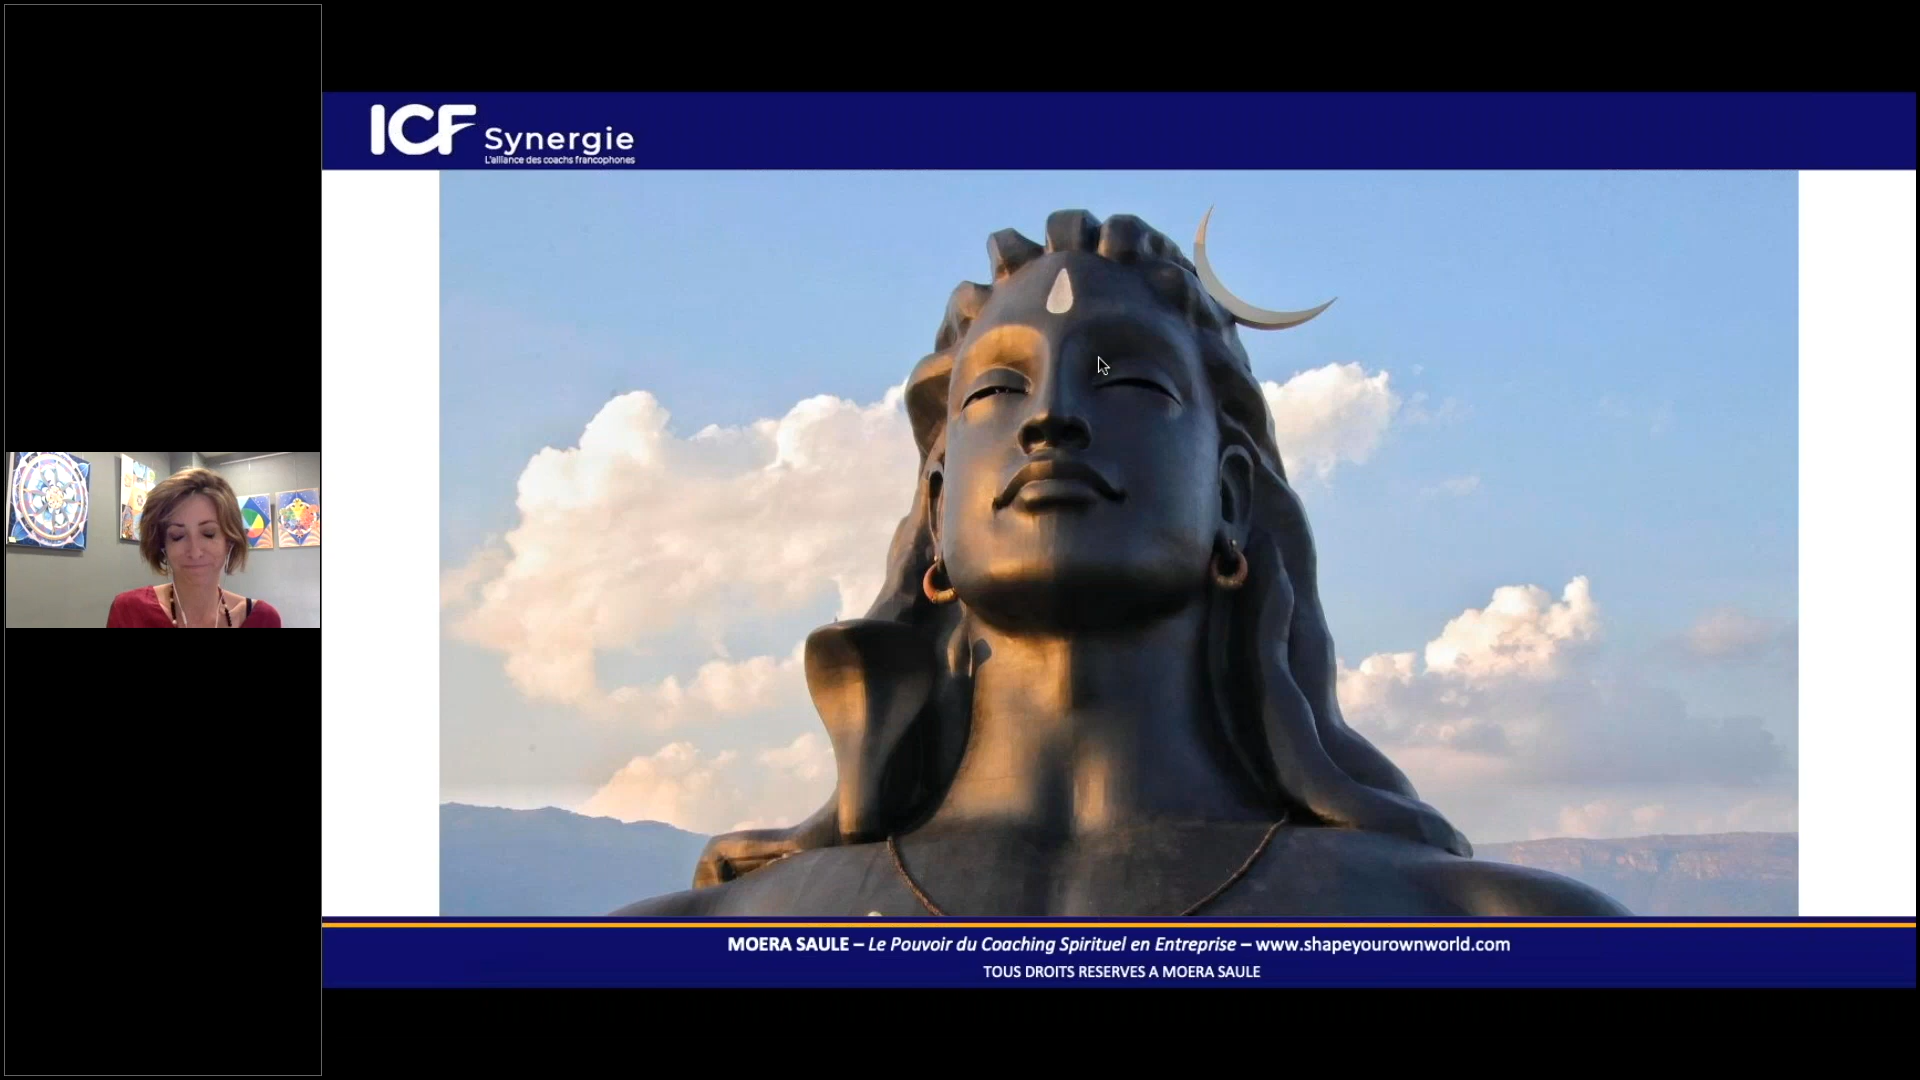 ICF Synergie
L'alliance des coachs francophones
MOERA SAULE – Le Pouvoir du Coaching Spirituel en Entreprise – www.shapeyourownworld.com
TOUS DROITS RESERVES A MOERA SAULE